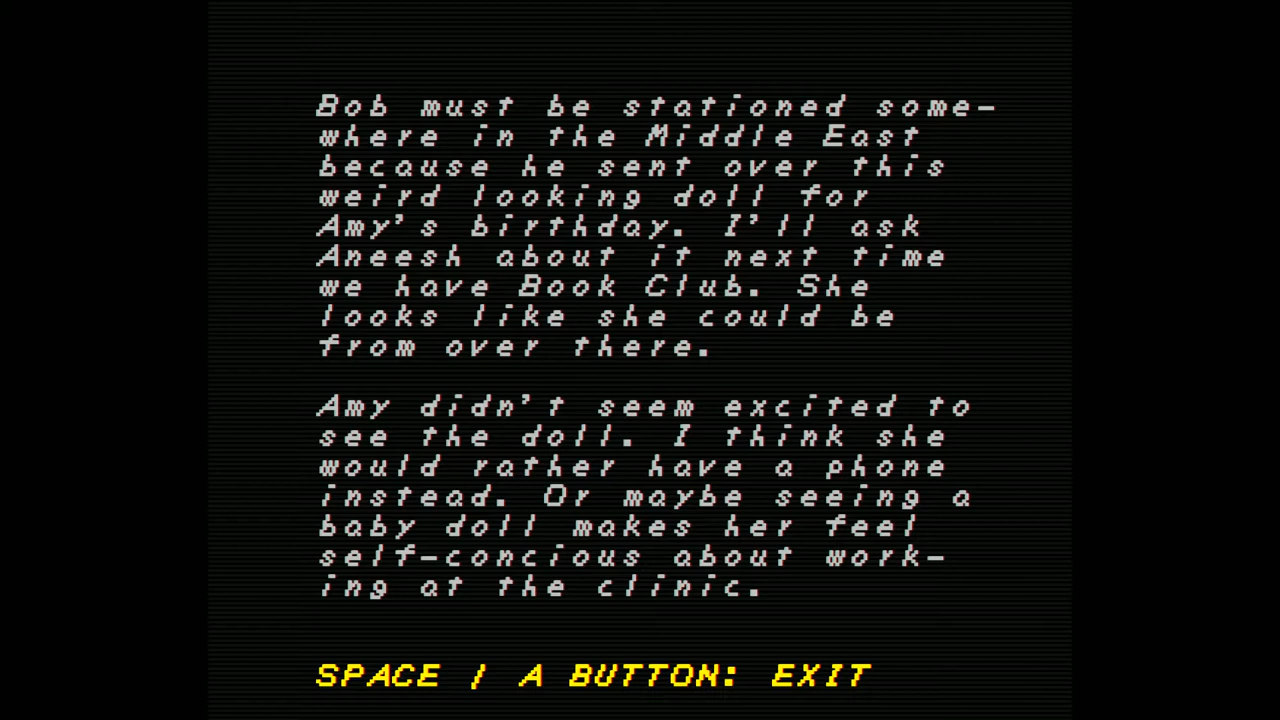 Bob must be stationed some-
where in the Middle East
because he sent over this
weird looking doll for
Amy's birthday. I'll ask
Aneesh about it next time
we have Book Club. She
looks like she could be
from over there.
Amy didn't seem excited to
see the doll. I think she
would rather have a phone
instead. Or maybe seeing a
baby doll makes her feel
self-concious about work-
ing at the clinic.
SPACE / A BUTTON: EXIT